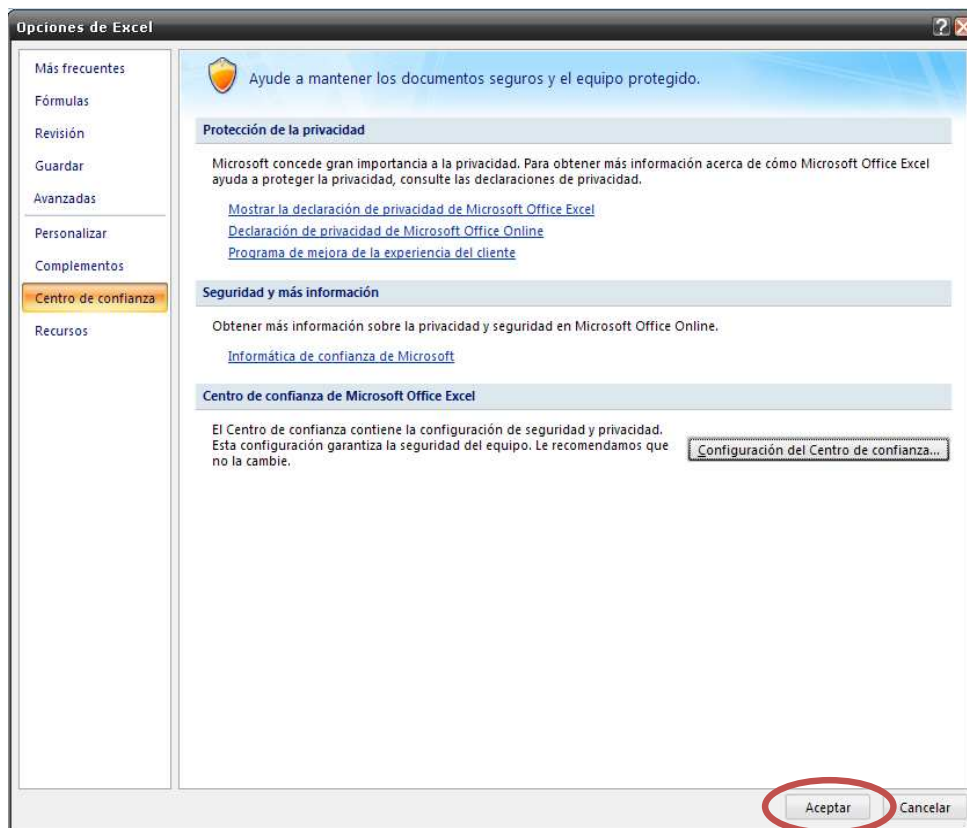 Opciones de Excel
?
Más frecuentes
Fórmulas
Revisión
Guardar
Avanzadas
Personalizar
Complementos
Centro de confianza
Recursos
Ayude a mantener los documentos seguros y el equipo protegido.
Protección de la privacidad
Microsoft concede gran importancia a la privacidad. Para obtener más información acerca de cómo Microsoft Office Excel
ayuda a proteger la privacidad, consulte las declaraciones de privacidad.
Mostrar la declaración de privacidad de Microsoft Office Excel
Declaración de privacidad de Microsoft Office Online
Programa de mejora de la experiencia del cliente
Seguridad y más información
Obtener más información sobre la privacidad y seguridad en Microsoft Office Online.
Informática de confianza de Microsoft
Centro de confianza de Microsoft Office Excel
El Centro de confianza contiene la configuración de seguridad y privacidad.
Esta configuración garantiza la seguridad del equipo. Le recomendamos que
no la cambie.
Configuración del Centro de confianza...
Aceptar
Cancelar